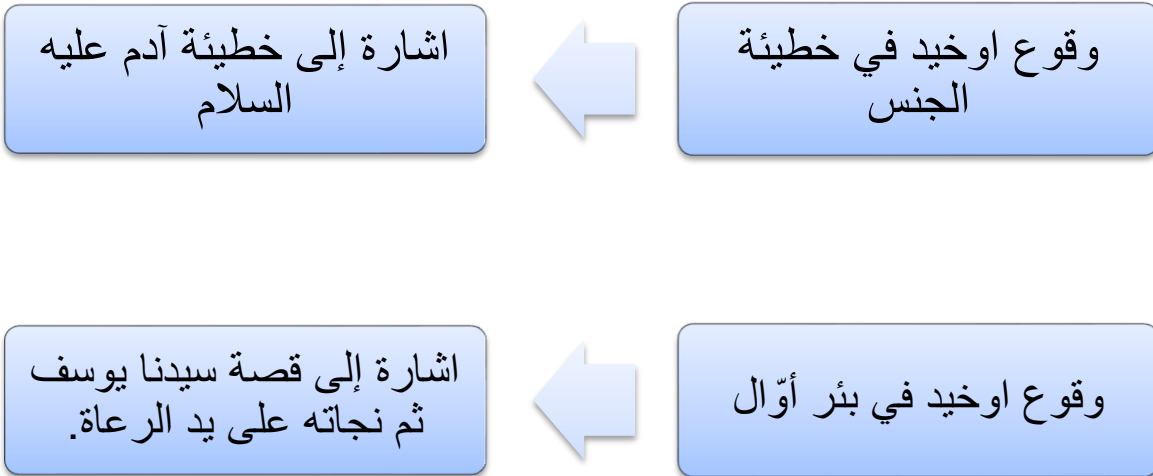 وقوع اوخيد في خطيئة
الجنس
اشارة إلى خطيئة آدم عليه
السلام
وقوع اوخيد في بئر أوّال
اشارة إلى قصة سيدنا يوسف
ثم نجاته على يد الرعاة.